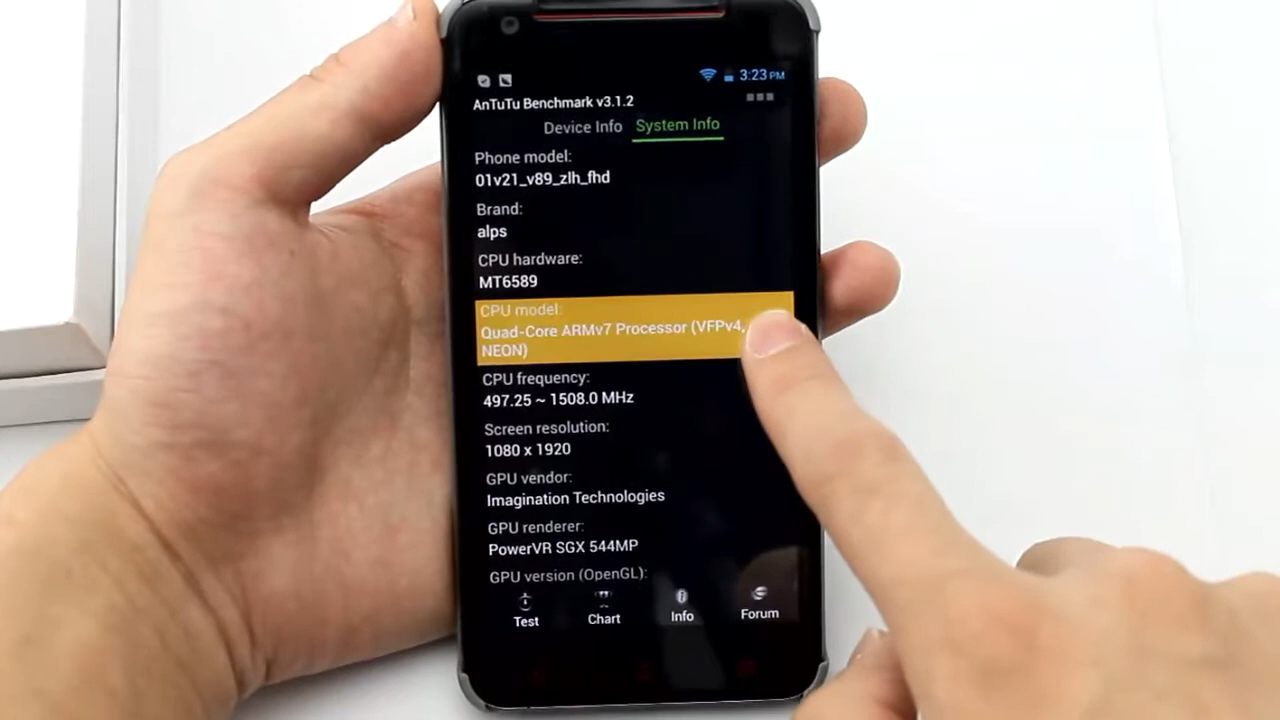 3:23 PM
AnTuTu Benchmark v3.1.2
Device Info System Info
Phone model:
01v21_v89_zlh_fhd
Brand:
alps
CPU hardware:
MT6589
CPU model:
Quad-Core ARMv7 Processor (VFPv4,
NEON)
CPU frequency:
497.25 ~ 1508.0 MHz
Screen resolution:
1080 x 1920
GPU vendor:
Imagination Technologies
GPU renderer:
PowerVR SGX 544MP
GPU version (OpenGL):
Test Chart Info Forum